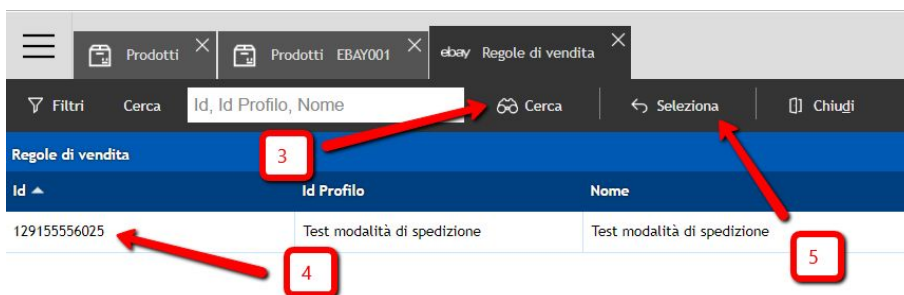 Prodotti
Prodotti EBAY001
ebay Regole di vendita
Filtri Cerca Id, Id Profilo, Nome Cerca Seleziona Chiudi
3
Regole di vendita
Id Id Profilo Nome
129155556025 Test modalità di spedizione Test modalità di spedizione
4
5